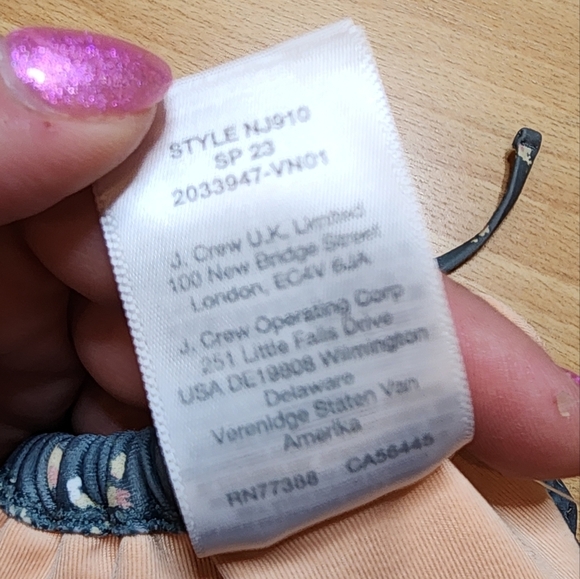 STYLE NJ910
SP 23
2033947-VN01
J. Crew U.K. Limited
100 New Bridge Street
London, EC4V 6JA
J. Crew Operating Corp
251 Little Falls Drive
USA DE19808 Wilmington
Delaware
Verenidge Staten Van
Amerika
RN77388 CA56445